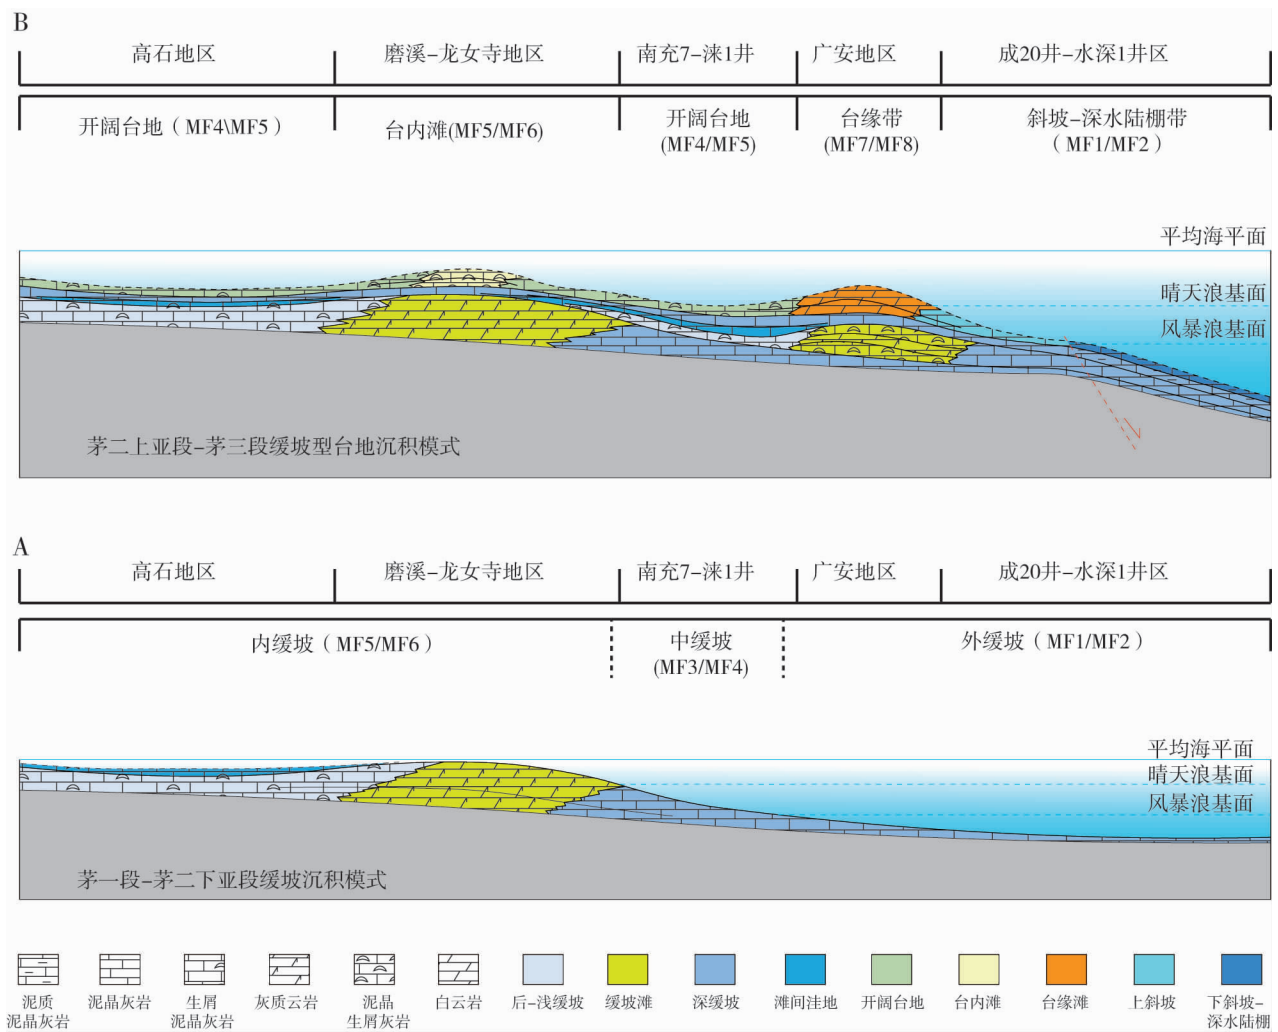 B
高石地区
磨溪-龙女寺地区
南充7-涞1井
广安地区
成20井-水深1井区
开阔台地（MF4\MF5）
台内滩(MF5/MF6)
开阔台地
(MF4/MF5)
台缘带
(MF7/MF8)
斜坡-深水陆棚带
（MF1/MF2）
平均海平面
晴天浪基面
风暴浪基面
茅二上亚段-茅三段缓坡型台地沉积模式
A
高石地区
磨溪-龙女寺地区
南充7-涞1井
广安地区
成20井-水深1井区
内缓坡（MF5/MF6）
中缓坡
(MF3/MF4)
外缓坡（MF1/MF2）
平均海平面
晴天浪基面
风暴浪基面
茅一段-茅二下亚段缓坡沉积模式
泥质
泥晶灰岩
泥晶灰岩
生屑
泥晶灰岩
灰质云岩
泥晶
生屑灰岩
白云岩
后-浅缓坡
缓坡滩
深缓坡
滩间洼地
开阔台地
台内滩
台缘滩
上斜坡
下斜坡-
深水陆棚